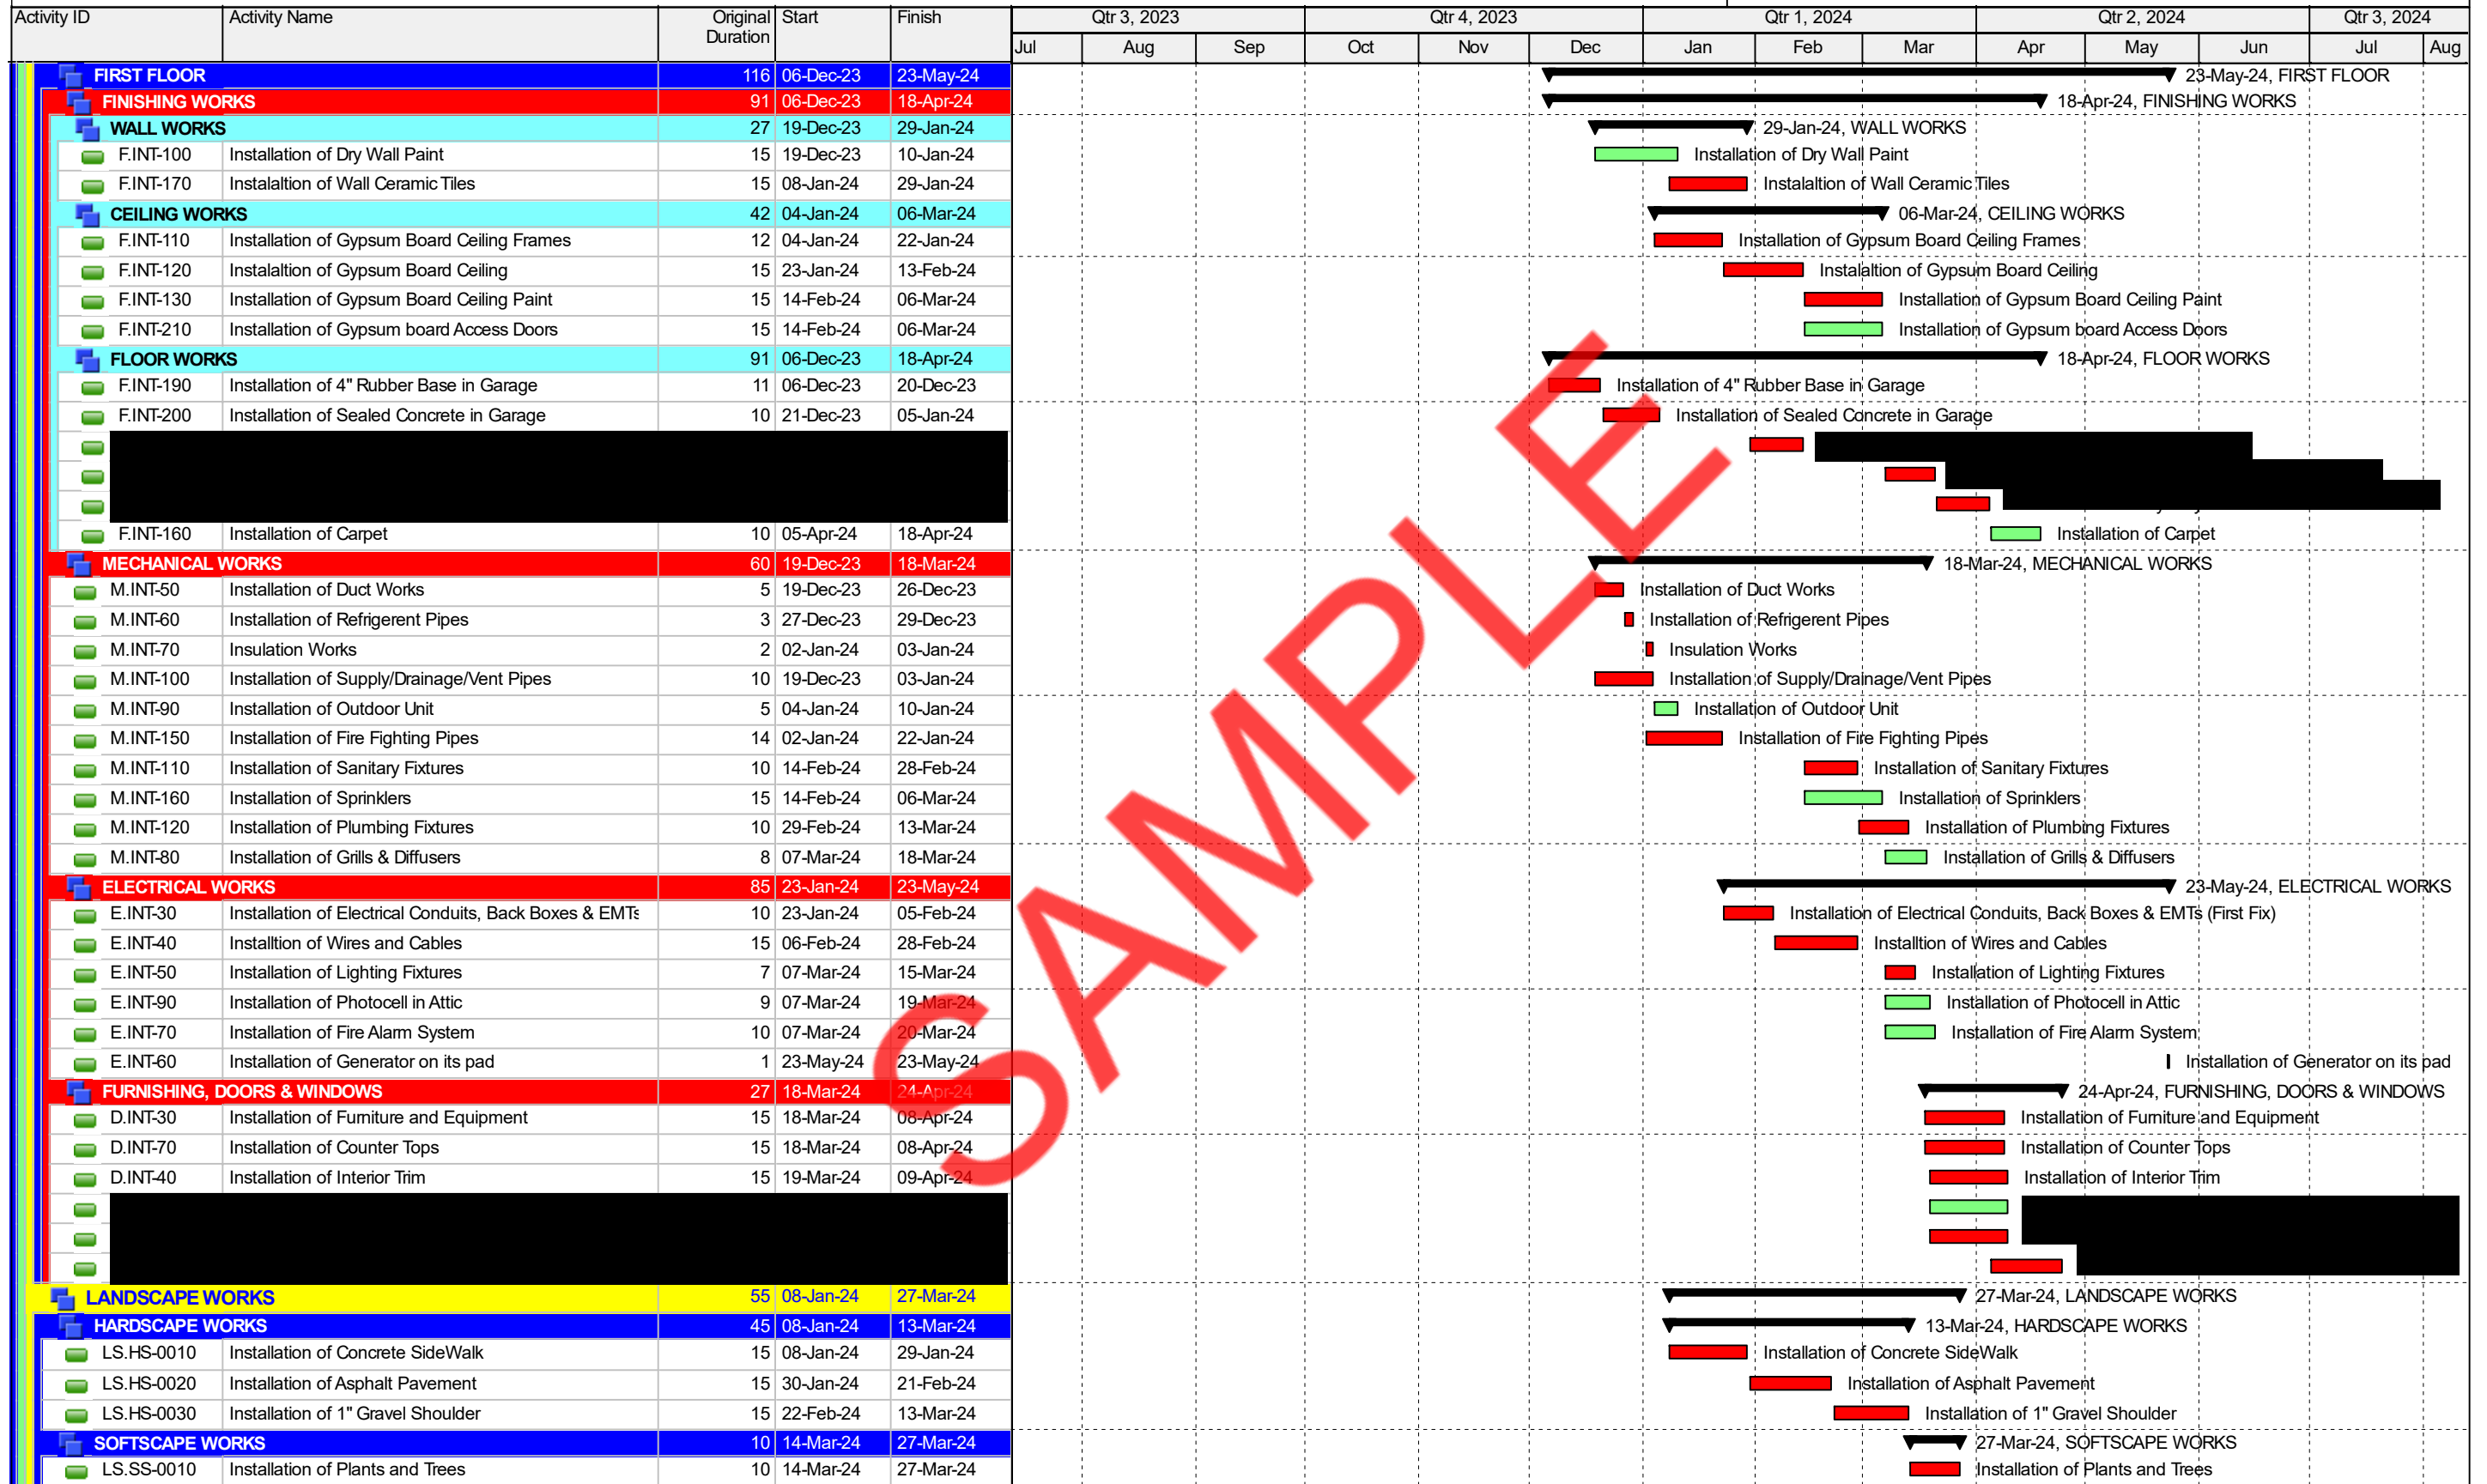 Activity ID Activity Name Original Duration Start Finish Qtr 3, 2023 Qtr 4, 2023 Qtr 1, 2024 Qtr 2, 2024 Qtr 3, 2024
Jul Aug Sep Oct Nov Dec Jan Feb Mar Apr May Jun Jul Aug
FIRST FLOOR 116 06-Dec-23 23-May-24 23-May-24, FIRST FLOOR
FINISHING WORKS 91 06-Dec-23 18-Apr-24 18-Apr-24, FINISHING WORKS
WALL WORKS 27 19-Dec-23 29-Jan-24 29-Jan-24, WALL WORKS
F.INT-100 Installation of Dry Wall Paint 15 19-Dec-23 10-Jan-24 Installation of Dry Wall Paint
F.INT-170 Instalaltion of Wall Ceramic Tiles 15 08-Jan-24 29-Jan-24 Instalaltion of Wall Ceramic Tiles
CEILING WORKS 42 04-Jan-24 06-Mar-24 06-Mar-24, CEILING WORKS
F.INT-110 Installation of Gypsum Board Ceiling Frames 12 04-Jan-24 22-Jan-24 Installation of Gypsum Board Ceiling Frames
F.INT-120 Instalaltion of Gypsum Board Ceiling 15 23-Jan-24 13-Feb-24 Instalaltion of Gypsum Board Ceiling
F.INT-130 Installation of Gypsum Board Ceiling Paint 15 14-Feb-24 06-Mar-24 Installation of Gypsum Board Ceiling Paint
F.INT-210 Installation of Gypsum board Access Doors 15 14-Feb-24 06-Mar-24 Installation of Gypsum board Access Doors
FLOOR WORKS 91 06-Dec-23 18-Apr-24 18-Apr-24, FLOOR WORKS
F.INT-190 Installation of 4" Rubber Base in Garage 11 06-Dec-23 20-Dec-23 Installation of 4" Rubber Base in Garage
F.INT-200 Installation of Sealed Concrete in Garage 10 21-Dec-23 05-Jan-24 Installation of Sealed Concrete in Garage
F.INT-160 Installation of Carpet 10 05-Apr-24 18-Apr-24 Installation of Carpet
MECHANICAL WORKS 60 19-Dec-23 18-Mar-24 18-Mar-24, MECHANICAL WORKS
M.INT-50 Installation of Duct Works 5 19-Dec-23 26-Dec-23 Installation of Duct Works
M.INT-60 Installation of Refrigerent Pipes 3 27-Dec-23 29-Dec-23 Installation of Refrigerent Pipes
M.INT-70 Insulation Works 2 02-Jan-24 03-Jan-24 Insulation Works
M.INT-100 Installation of Supply/Drainage/Vent Pipes 10 19-Dec-23 03-Jan-24 Installation of Supply/Drainage/Vent Pipes
M.INT-90 Installation of Outdoor Unit 5 04-Jan-24 10-Jan-24 Installation of Outdoor Unit
M.INT-150 Installation of Fire Fighting Pipes 14 02-Jan-24 22-Jan-24 Installation of Fire Fighting Pipes
M.INT-110 Installation of Sanitary Fixtures 10 14-Feb-24 28-Feb-24 Installation of Sanitary Fixtures
M.INT-160 Installation of Sprinklers 15 14-Feb-24 06-Mar-24 Installation of Sprinklers
M.INT-120 Installation of Plumbing Fixtures 10 29-Feb-24 13-Mar-24 Installation of Plumbing Fixtures
M.INT-80 Installation of Grills & Diffusers 8 07-Mar-24 18-Mar-24 Installation of Grills & Diffusers
ELECTRICAL WORKS 85 23-Jan-24 23-May-24 23-May-24, ELECTRICAL WORKS
E.INT-30 Installation of Electrical Conduits, Back Boxes & EMTs 10 23-Jan-24 05-Feb-24 Installation of Electrical Conduits, Back Boxes & EMTs (First Fix)
E.INT-40 Installtion of Wires and Cables 15 06-Feb-24 28-Feb-24 Installtion of Wires and Cables
E.INT-50 Installation of Lighting Fixtures 7 07-Mar-24 15-Mar-24 Installation of Lighting Fixtures
E.INT-90 Installation of Photocell in Attic 9 07-Mar-24 19-Mar-24 Installation of Photocell in Attic
E.INT-70 Installation of Fire Alarm System 10 07-Mar-24 20-Mar-24 Installation of Fire Alarm System
E.INT-60 Installation of Generator on its pad 1 23-May-24 23-May-24 Installation of Generator on its pad
FURNISHING, DOORS & WINDOWS 27 18-Mar-24 24-Apr-24 24-Apr-24, FURNISHING, DOORS & WINDOWS
D.INT-30 Installation of Furniture and Equipment 15 18-Mar-24 08-Apr-24 Installation of Furniture and Equipment
D.INT-70 Installation of Counter Tops 15 18-Mar-24 08-Apr-24 Installation of Counter Tops
D.INT-40 Installation of Interior Trim 15 19-Mar-24 09-Apr-24 Installation of Interior Trim
LANDSCAPE WORKS 55 08-Jan-24 27-Mar-24 27-Mar-24, LANDSCAPE WORKS
HARDSCAPE WORKS 45 08-Jan-24 13-Mar-24 13-Mar-24, HARDSCAPE WORKS
LS.HS-0010 Installation of Concrete SideWalk 15 08-Jan-24 29-Jan-24 Installation of Concrete SideWalk
LS.HS-0020 Installation of Asphalt Pavement 15 30-Jan-24 21-Feb-24 Installation of Asphalt Pavement
LS.HS-0030 Installation of 1" Gravel Shoulder 15 22-Feb-24 13-Mar-24 Installation of 1" Gravel Shoulder
SOFTSCAPE WORKS 10 14-Mar-24 27-Mar-24 27-Mar-24, SOFTSCAPE WORKS
LS.SS-0010 Installation of Plants and Trees 10 14-Mar-24 27-Mar-24 Installation of Plants and Trees
SAMPLE